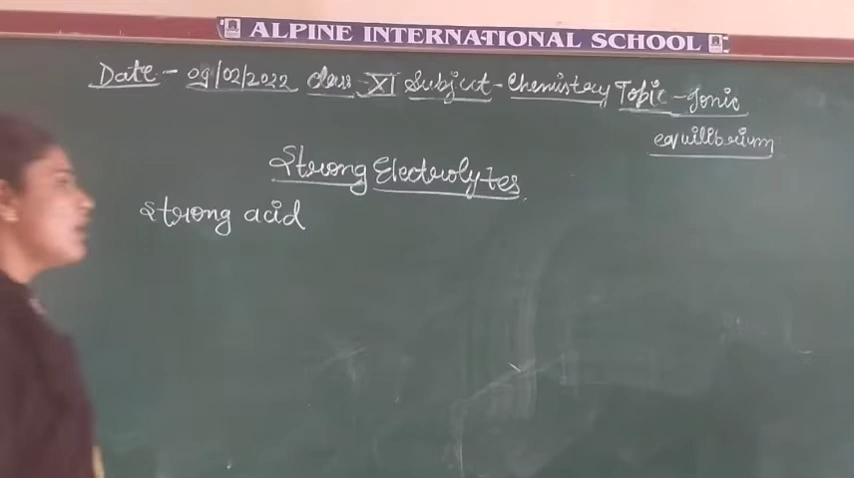 ALPINE INTERNATIONAL SCHOOL
Date - 09/02/2022 Class - XI Subject - Chemistry Topic - Ionic
equilibrium
Strong Electrolytes
Strong acid